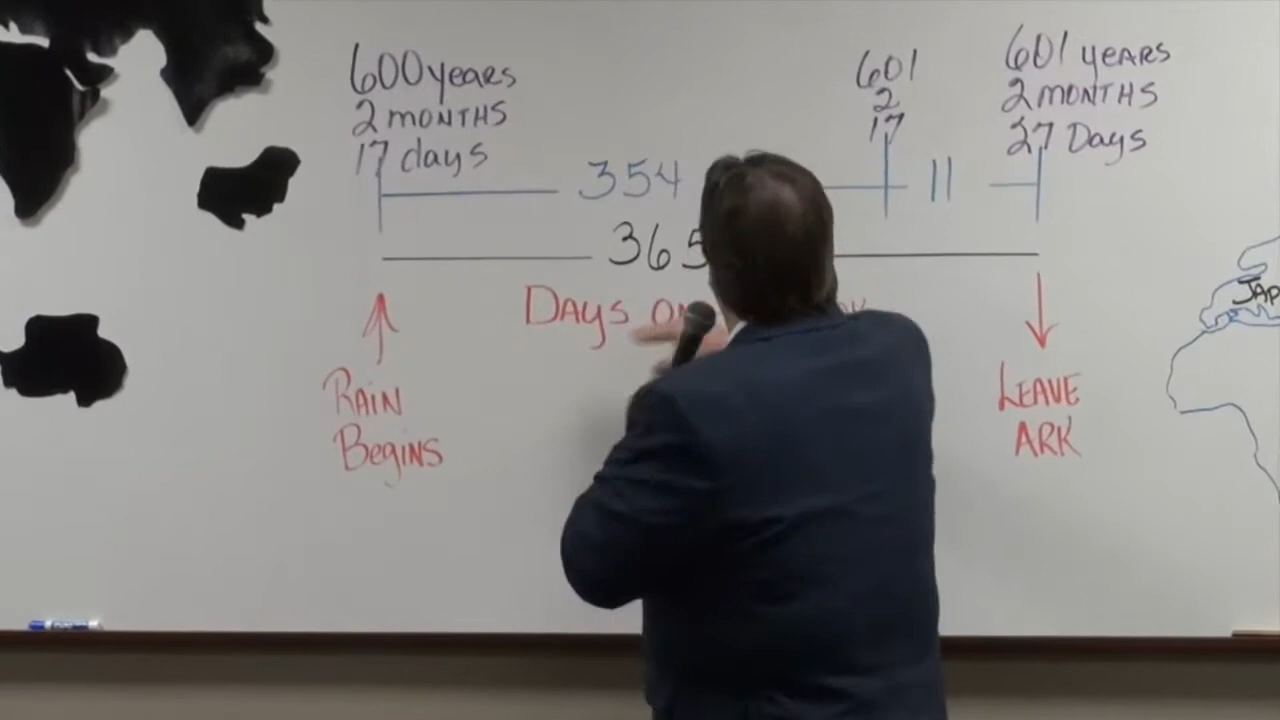 600 years
2 MONTHS
17 days
601
2
17
601 years
2 MONTHS
27 Days
354
11
365
Days on
RAIN
Begins
LEAVE
ARK
JAP